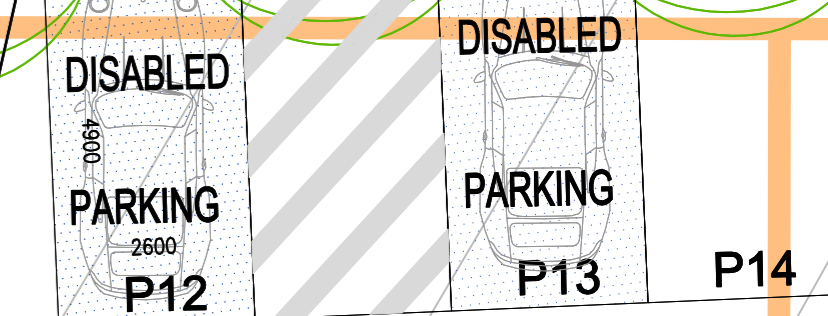 DISABLED
4900
PARKING
2600
P12
DISABLED
PARKING
P13
P14